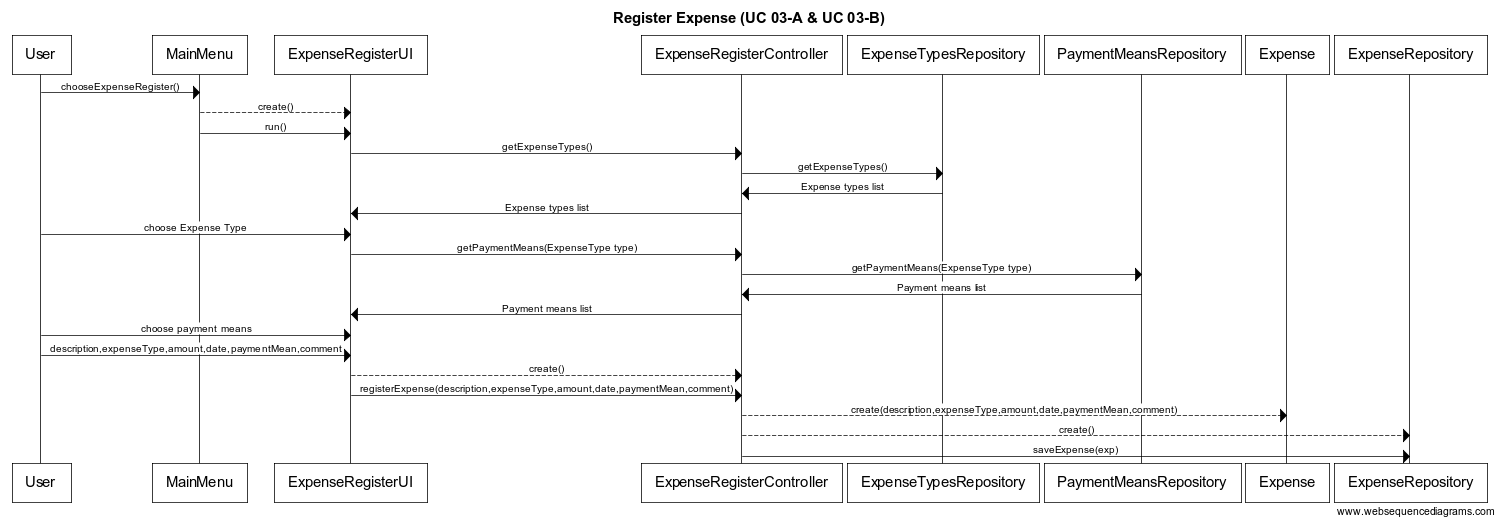 Register Expense (UC 03-A & UC 03-B)
User MainMenu ExpenseRegisterUI ExpenseRegisterController ExpenseTypesRepository PaymentMeansRepository Expense ExpenseRepository
chooseExpenseRegister()
create()
run()
getExpenseTypes()
getExpenseTypes()
Expense types list
Expense types list
choose Expense Type
getPaymentMeans(ExpenseType type)
getPaymentMeans(ExpenseType type)
Payment means list
Payment means list
choose payment means
description,expenseType,amount,date,paymentMean,comment
create()
registerExpense(description,expenseType,amount,date,paymentMean,comment)
create(description,expenseType,amount,date,paymentMean,comment)
create()
saveExpense(exp)
User MainMenu ExpenseRegisterUI ExpenseRegisterController ExpenseTypesRepository PaymentMeansRepository Expense ExpenseRepository
www.websequencediagrams.com